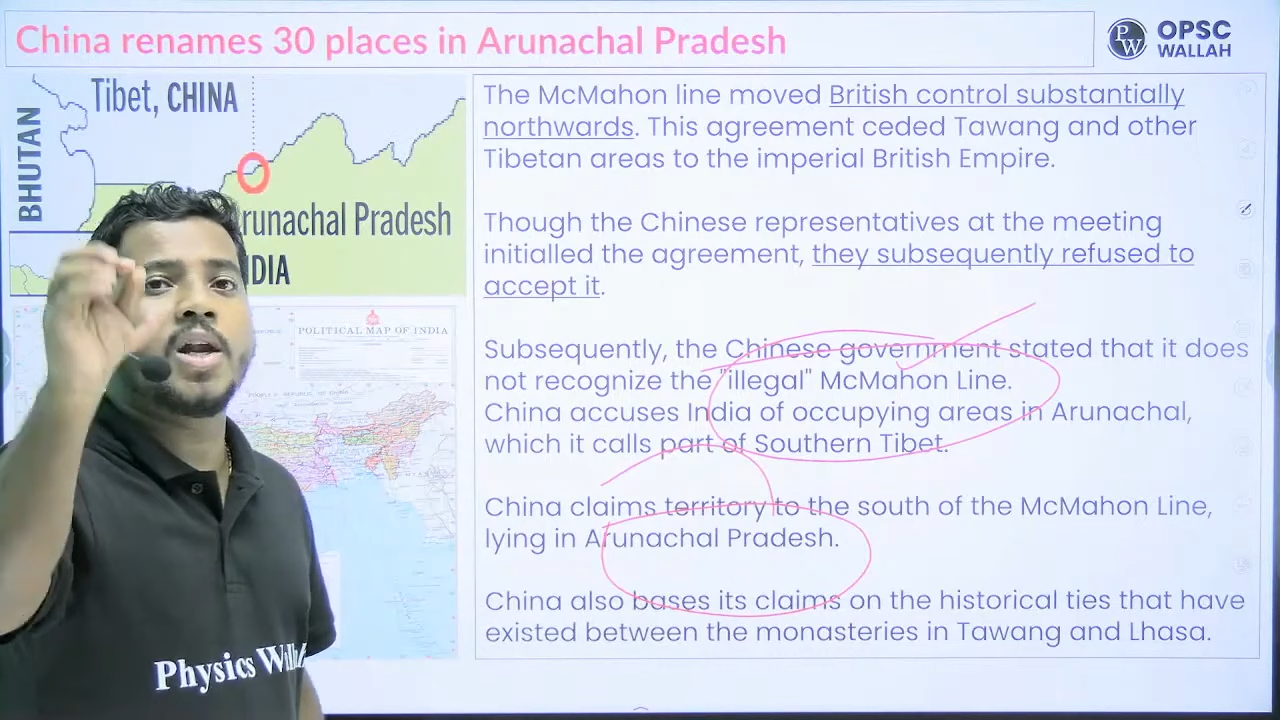 China renames 30 places in Arunachal Pradesh
PW
OPSC
WALLAH
Tibet, CHINA
BHUTAN
runachal Pradesh
DIA
POLITICAL MAP OF INDIA
The McMahon line moved British control substantially
northwards. This agreement ceded Tawang and other
Tibetan areas to the imperial British Empire.
Though the Chinese representatives at the meeting
initialled the agreement, they subsequently refused to
accept it.
Subsequently, the Chinese government stated that it does
not recognize the "illegal" McMahon Line.
China accuses India of occupying areas in Arunachal,
which it calls part of Southern Tibet.
China claims territory to the south of the McMahon Line,
lying in Arunachal Pradesh.
China also bases its claims on the historical ties that have
existed between the monasteries in Tawang and Lhasa.
Physics Wallah